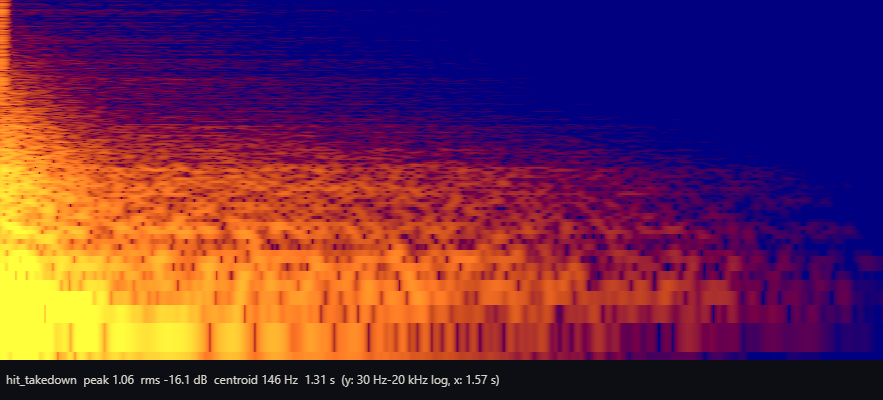 hit_takedown peak 1.06 rms -16.1 dB centroid 146 Hz 1.31 s (y: 30 Hz-20 kHz log, x: 1.57 s)